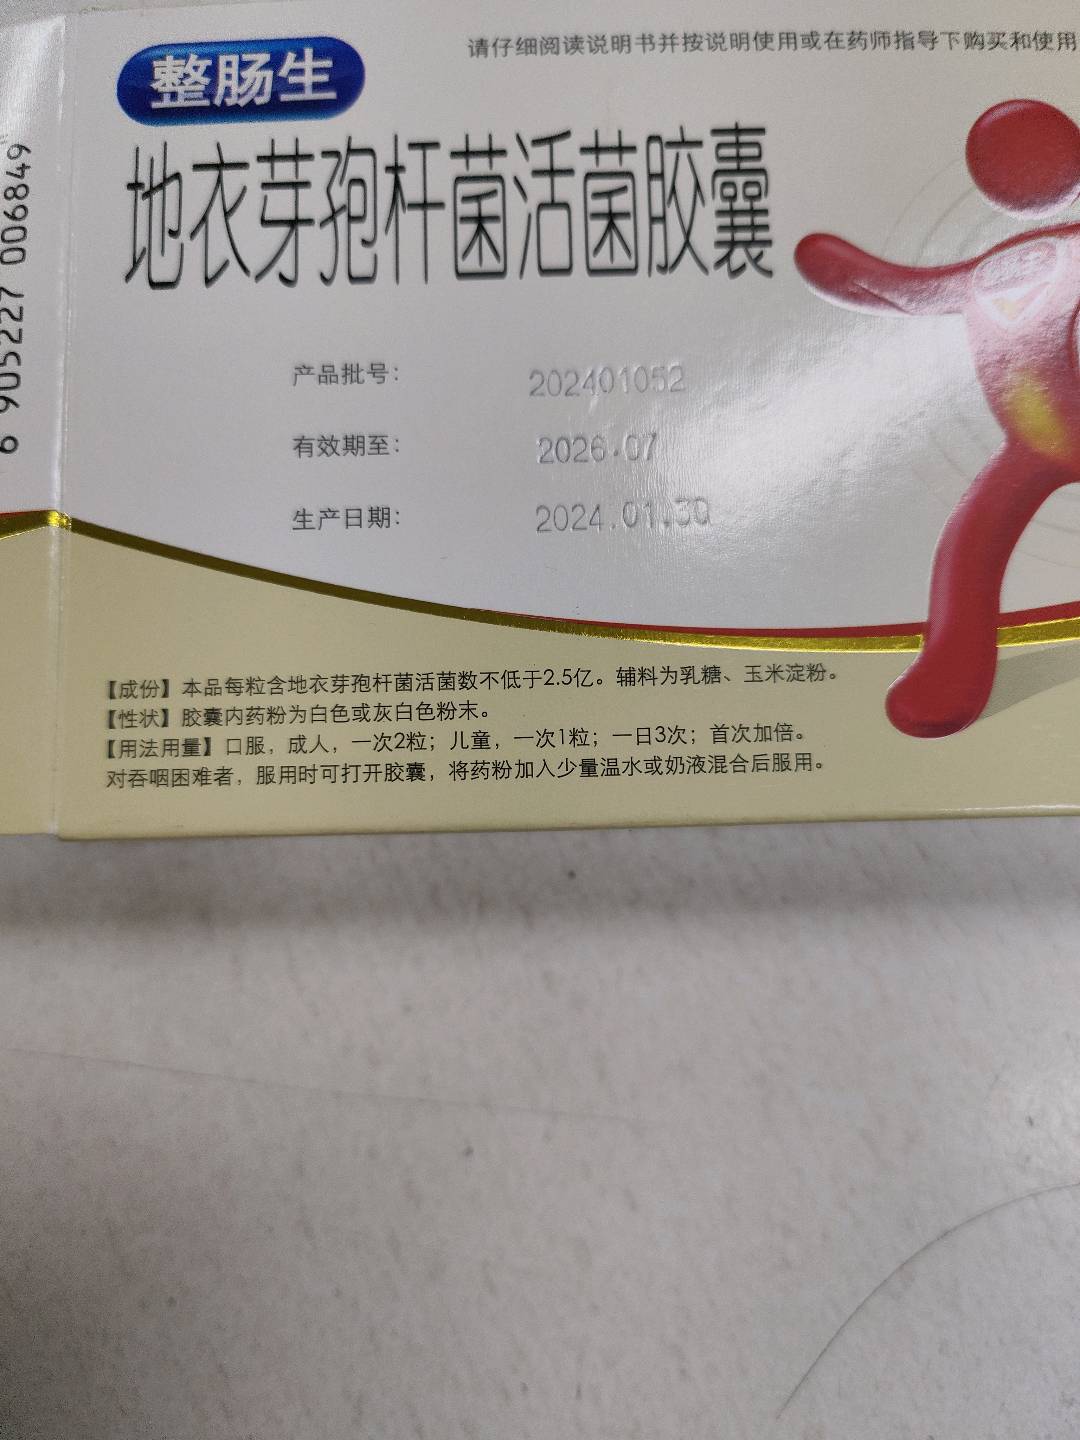 请仔细阅读说明书并按说明使用或在药师指导下购买和使用
整肠生
地衣芽孢杆菌活菌胶囊
产品批号: 202401052
有效期至: 2026.07
生产日期: 2024.01.30
【成份】本品每粒含地衣芽孢杆菌活菌数不低于2.5亿。辅料为乳糖、玉米淀粉。
【性状】胶囊内药粉为白色或灰白色粉末。
【用法用量】口服，成人，一次2粒；儿童，一次1粒；一日3次；首次加倍。
对吞咽困难者，服用时可打开胶囊，将药粉加入少量温水或奶液混合后服用。
6 905227 006849